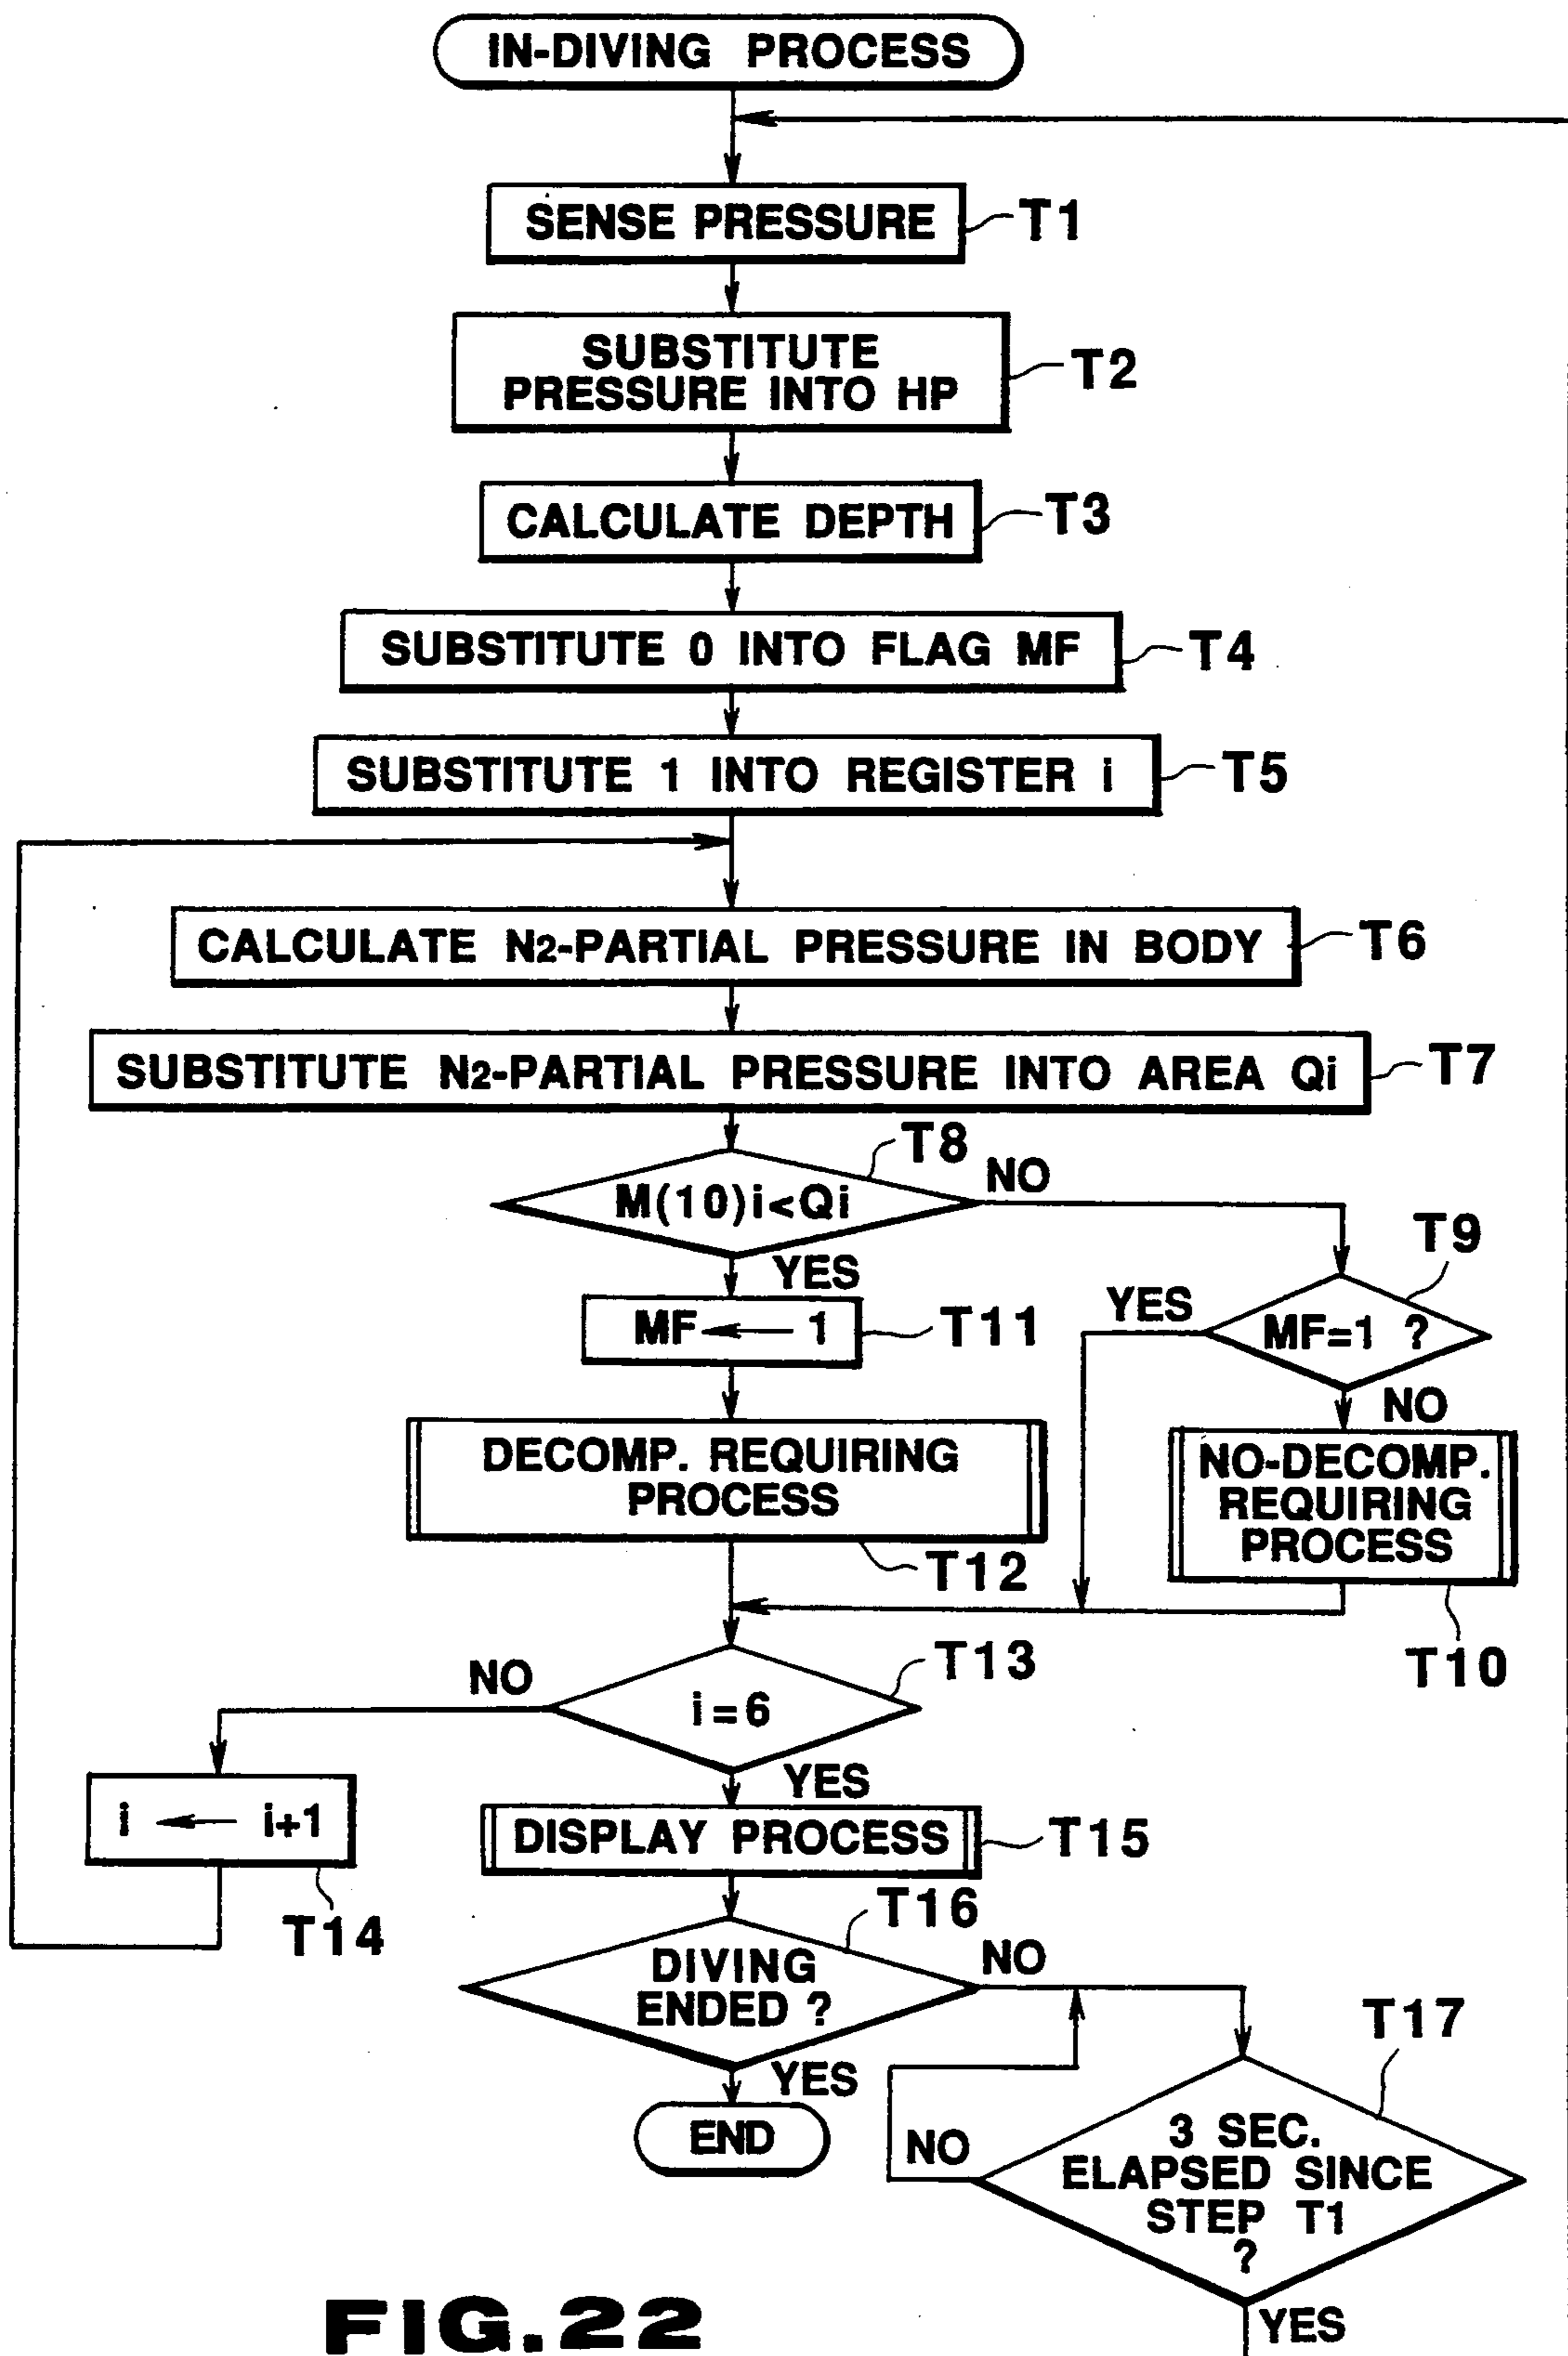 IN-DIVING PROCESS
SENSE PRESSURE
T1
SUBSTITUTE
PRESSURE INTO HP
T2
CALCULATE DEPTH
T3
SUBSTITUTE 0 INTO FLAG MF
T4
SUBSTITUTE 1 INTO REGISTER i
T5
CALCULATE N2-PARTIAL PRESSURE IN BODY
T6
SUBSTITUTE N2-PARTIAL PRESSURE INTO AREA Qi
T7
T8
M(10)i<Qi
NO
YES
T9
MF=1 ?
YES
NO
MF ← 1
T11
DECOMP. REQUIRING
PROCESS
T12
NO-DECOMP.
REQUIRING
PROCESS
T10
T13
i=6
NO
YES
i ← i+1
T14
DISPLAY PROCESS
T15
T16
DIVING
ENDED ?
NO
YES
END
T17
3 SEC.
ELAPSED SINCE
STEP T1
?
NO
YES
FIG.22